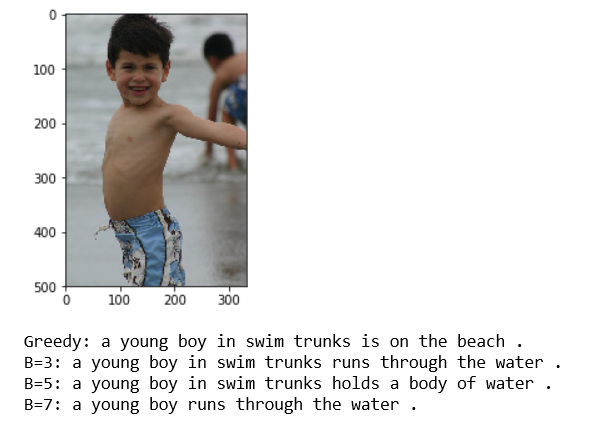 0
100
200
300
400
500
0 100 200 300
Greedy: a young boy in swim trunks is on the beach .
B=3: a young boy in swim trunks runs through the water .
B=5: a young boy in swim trunks holds a body of water .
B=7: a young boy runs through the water .